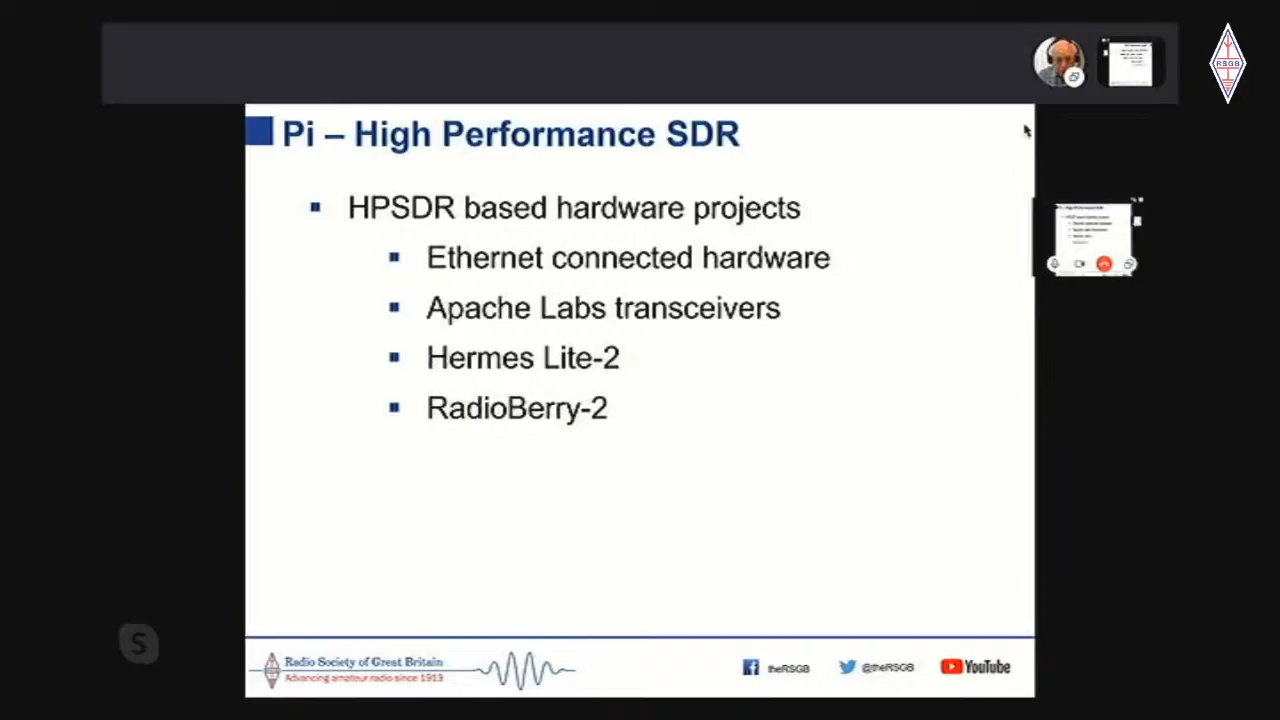 RSGB
Pi – High Performance SDR
HPSDR based hardware projects
Ethernet connected hardware
Apache Labs transceivers
Hermes Lite-2
RadioBerry-2
S
Radio Society of Great Britain
Advancing amateur radio since 1913
theRSGB
@theRSGB
YouTube